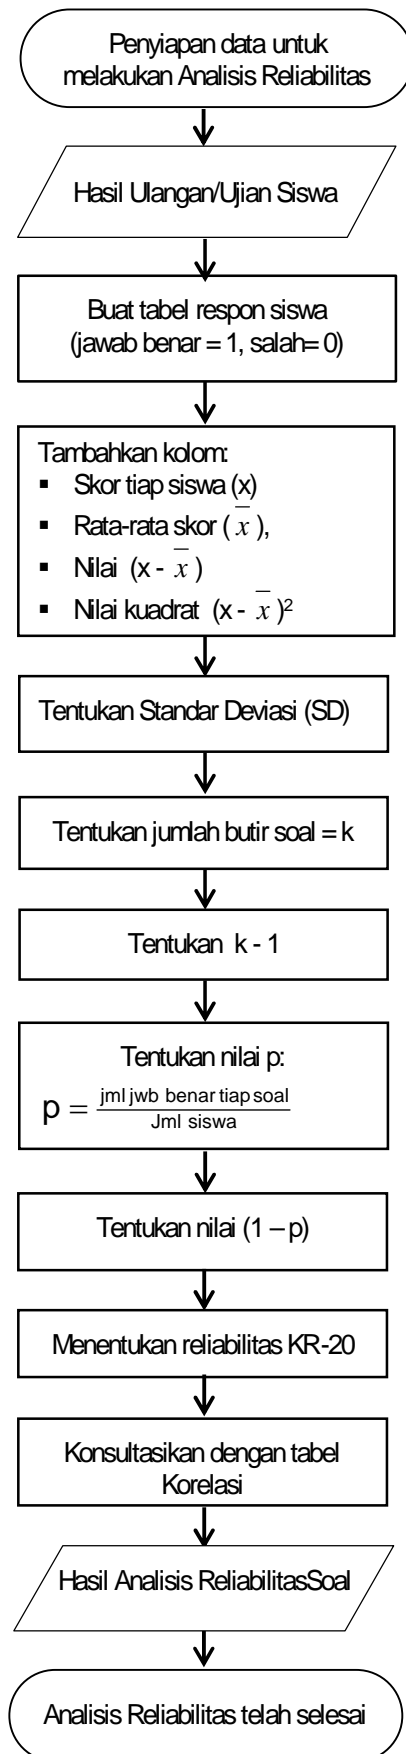 Penyiapan data untuk
melakukan Analisis Reliabilitas
Hasil Ulangan/Ujian Siswa
Buat tabel respon siswa
(jawab benar = 1, salah= 0)
Tambahkan kolom:
▪ Skor tiap siswa (x)
▪ Rata-rata skor ( x̅ ),
▪ Nilai (x - x̅ )
▪ Nilai kuadrat (x - x̅ )²
Tentukan Standar Deviasi (SD)
Tentukan jumlah butir soal = k
Tentukan k - 1
Tentukan nilai p:
p = jml jwb benar tiap soal
Jml siswa
Tentukan nilai (1 – p)
Menentukan reliabilitas KR-20
Konsultasikan dengan tabel
Korelasi
Hasil Analisis ReliabilitasSoal
Analisis Reliabilitas telah selesai